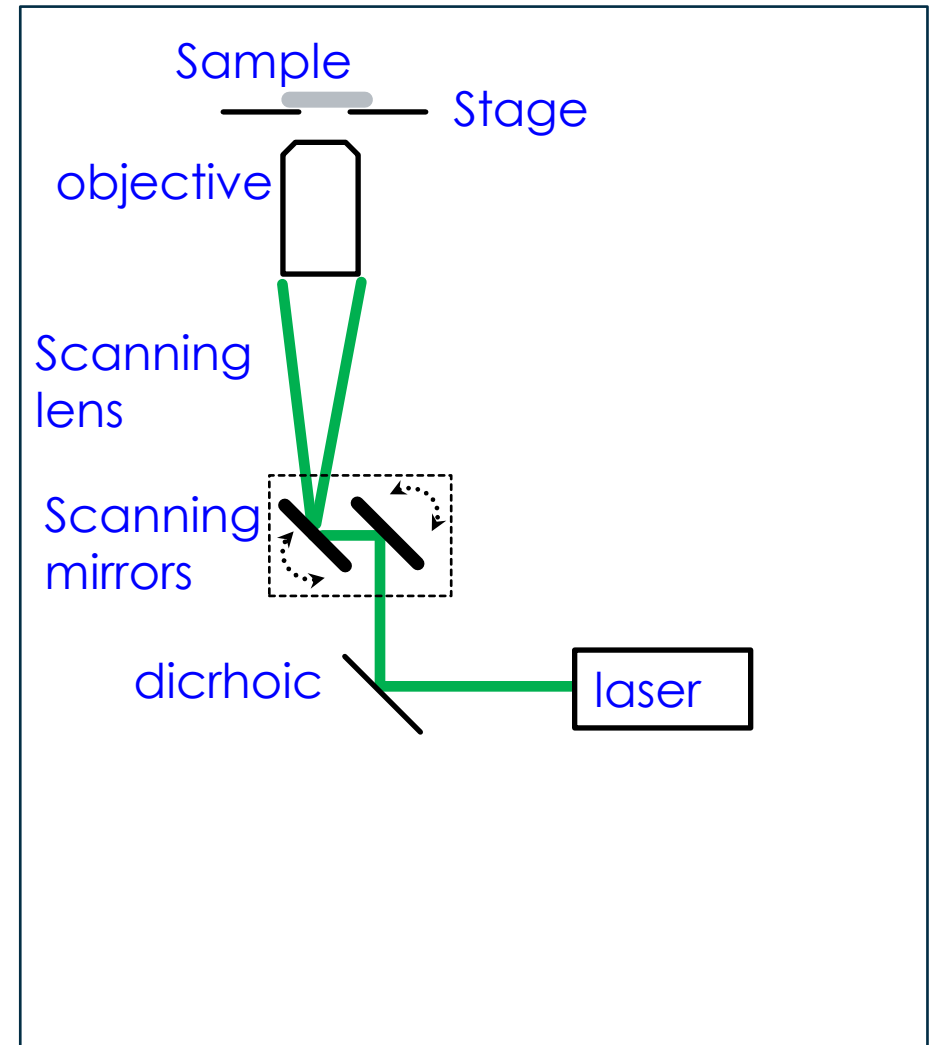 Sample
Stage
objective
Scanning
lens
Scanning
mirrors
dicrhoic
laser